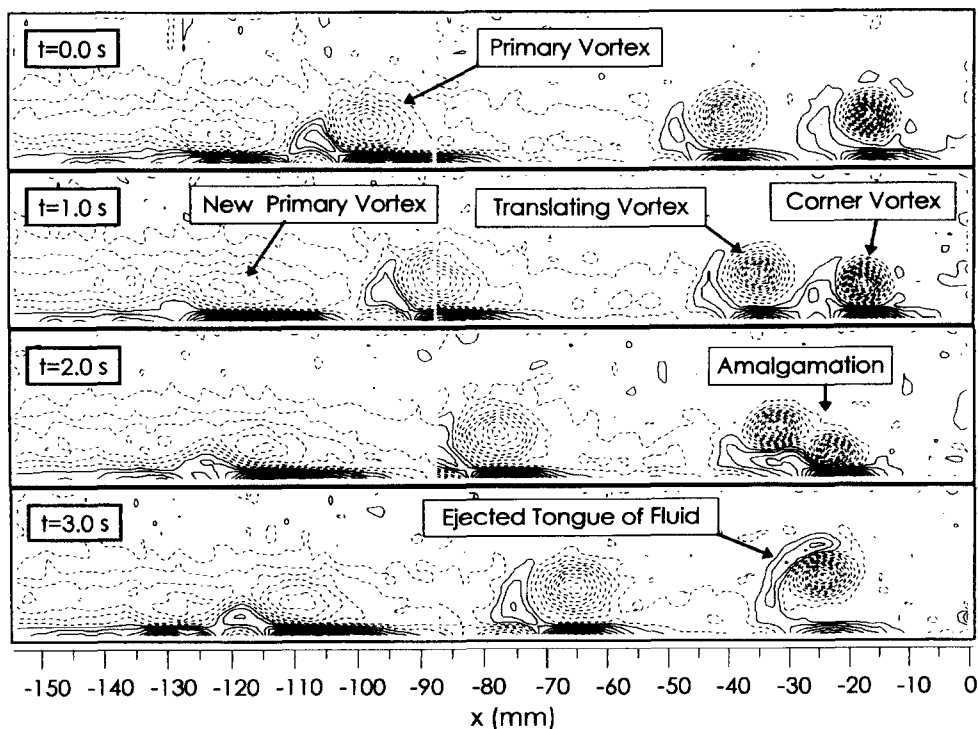 t=0.0 s
Primary Vortex
t=1.0 s
New Primary Vortex
Translating Vortex
Corner Vortex
t=2.0 s
Amalgamation
t=3.0 s
Ejected Tongue of Fluid
-150 -140 -130 -120 -110 -100 -90 -80 -70 -60 -50 -40 -30 -20 -10 0
x (mm)